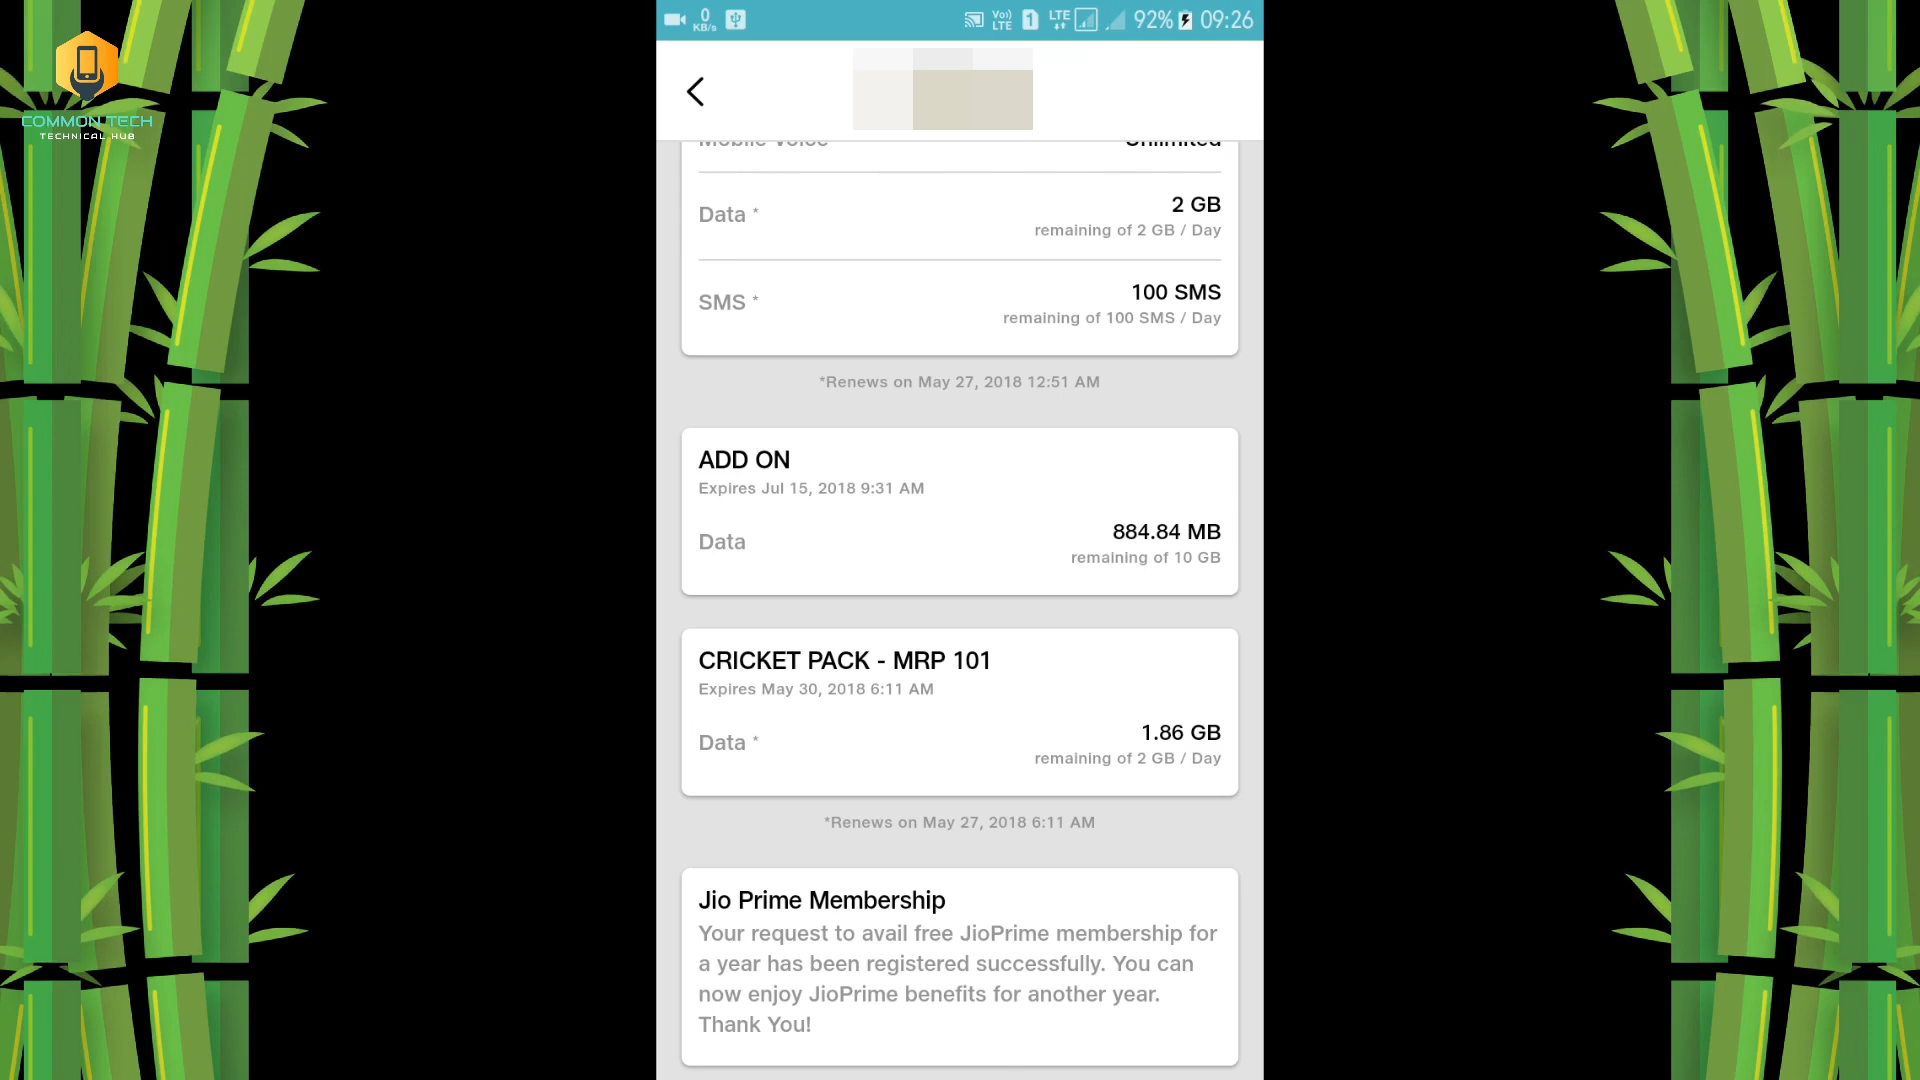 0
KB/s
Vo))
LTE
1
LTE
92%
09:26
COMMON TECH
TECHNICAL HUB
Mobile Voice
Unlimited
Data *
2 GB
remaining of 2 GB / Day
SMS *
100 SMS
remaining of 100 SMS / Day
*Renews on May 27, 2018 12:51 AM
ADD ON
Expires Jul 15, 2018 9:31 AM
Data
884.84 MB
remaining of 10 GB
CRICKET PACK - MRP 101
Expires May 30, 2018 6:11 AM
Data *
1.86 GB
remaining of 2 GB / Day
*Renews on May 27, 2018 6:11 AM
Jio Prime Membership
Your request to avail free JioPrime membership for
a year has been registered successfully. You can
now enjoy JioPrime benefits for another year.
Thank You!